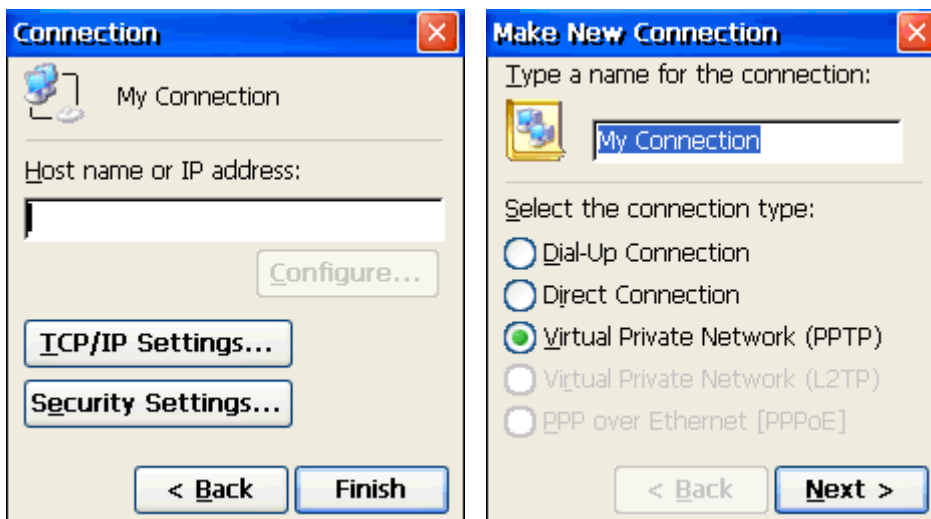 Connection
My Connection
Host name or IP address:
Configure...
TCP/IP Settings...
Security Settings...
< Back
Finish
Make New Connection
Type a name for the connection:
My Connection
Select the connection type:
Dial-Up Connection
Direct Connection
Virtual Private Network (PPTP)
Virtual Private Network (L2TP)
PPP over Ethernet [PPPoE]
< Back
Next >